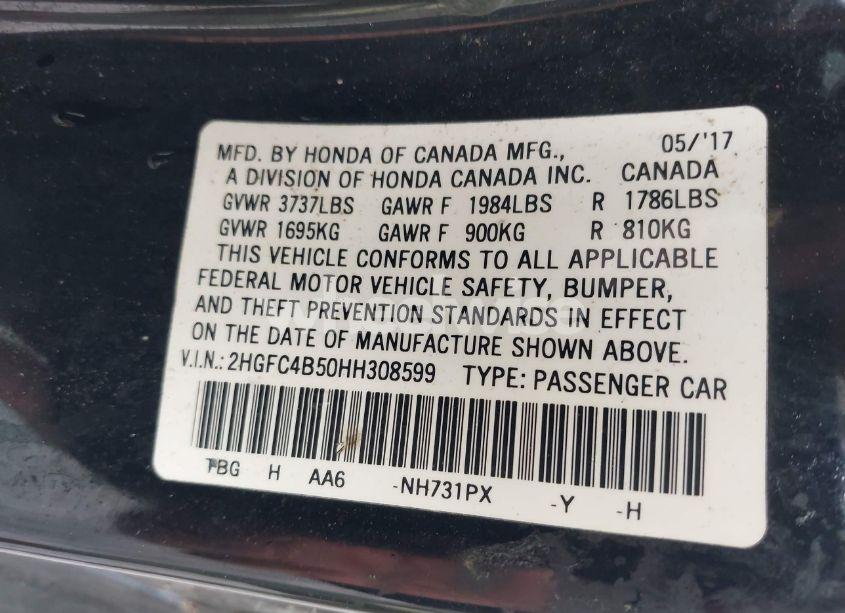 MFD. BY HONDA OF CANADA MFG., 05/'17
A DIVISION OF HONDA CANADA INC. CANADA
GVWR 3737LBS GAWR F 1984LBS R 1786LBS
GVWR 1695KG GAWR F 900KG R 810KG
THIS VEHICLE CONFORMS TO ALL APPLICABLE
FEDERAL MOTOR VEHICLE SAFETY, BUMPER,
AND THEFT PREVENTION STANDARDS IN EFFECT
ON THE DATE OF MANUFACTURE SHOWN ABOVE.
V.I.N.: 2HGFC4B50HH308599 TYPE: PASSENGER CAR
TBG H AA6 -NH731PX -Y -H